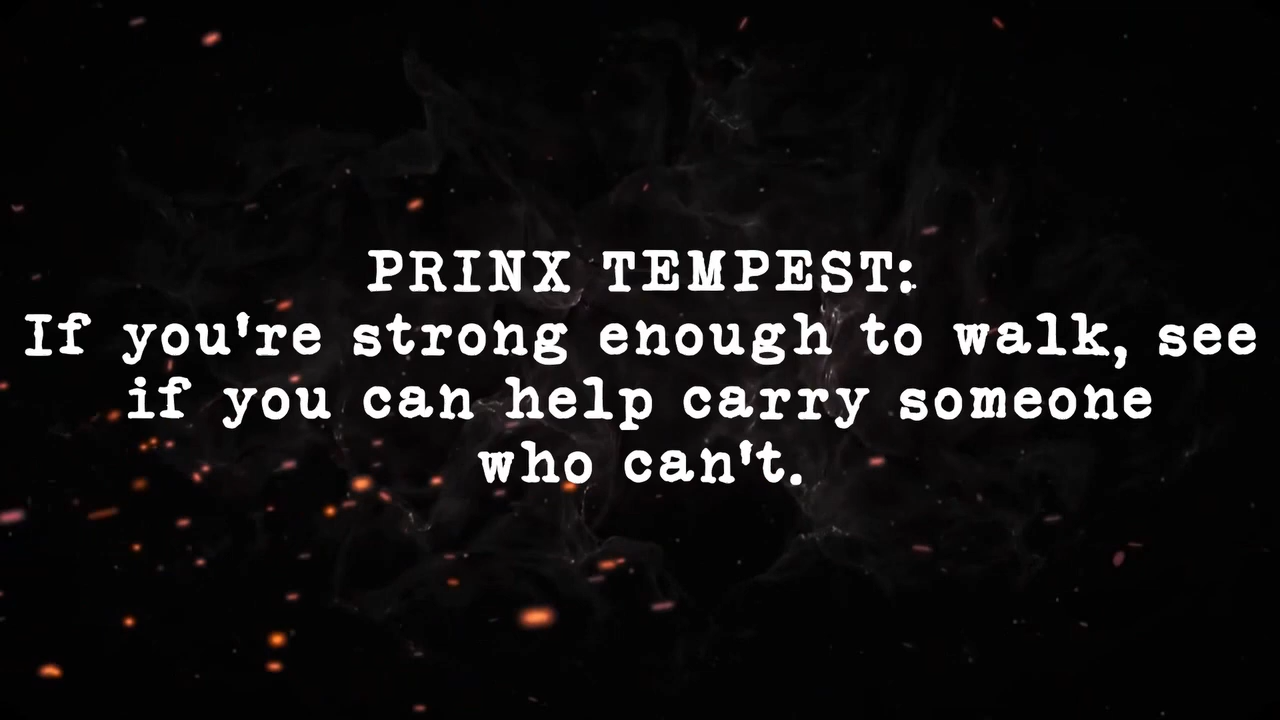 PRINX TEMPEST:
If you're strong enough to walk, see
if you can help carry someone
who can't.